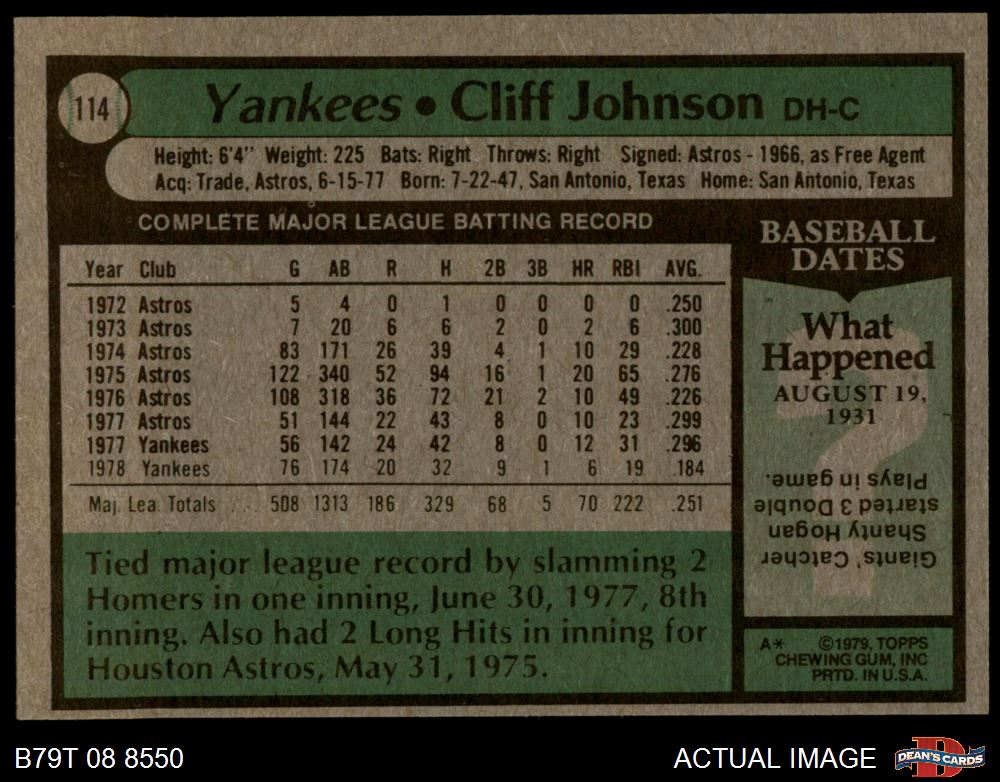 114
Yankees • Cliff Johnson DH-C
Height: 6'4" Weight: 225 Bats: Right Throws: Right Signed: Astros - 1966, as Free Agent
Acq: Trade, Astros, 6-15-77 Born: 7-22-47, San Antonio, Texas Home: San Antonio, Texas
COMPLETE MAJOR LEAGUE BATTING RECORD
Year Club G AB R H 2B 3B HR RBI AVG.
1972 Astros 5 4 0 1 0 0 0 0 .250
1973 Astros 7 20 6 6 2 0 2 6 .300
1974 Astros 83 171 26 39 4 1 10 29 .228
1975 Astros 122 340 52 94 16 1 20 65 .276
1976 Astros 108 318 36 72 21 2 10 49 .226
1977 Astros 51 144 22 43 8 0 10 23 .299
1977 Yankees 56 142 24 42 8 0 12 31 .296
1978 Yankees 76 174 20 32 9 1 6 19 .184
Maj. Lea. Totals .... 508 1313 186 329 68 5 70 222 .251
Tied major league record by slamming 2
Homers in one inning, June 30, 1977, 8th
inning. Also had 2 Long Hits in inning for
Houston Astros, May 31, 1975.
BASEBALL
DATES
What
Happened
AUGUST 19,
1931
Giants' Catcher
Shanty Hogan
started 3 Double
Plays in game.
A* ©1979, TOPPS
CHEWING GUM, INC
PRTD. IN U.S.A.
B79T 08 8550
ACTUAL IMAGE
D
DEAN'S CARDS